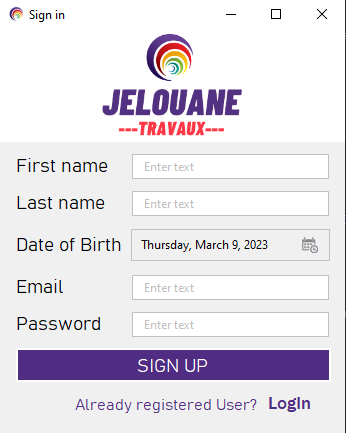 Sign in
JELOUANE
---TRAVAUX---
First name Enter text
Last name Enter text
Date of Birth Thursday, March 9, 2023
Email Enter text
Password Enter text
SIGN UP
Already registered User? LogIn